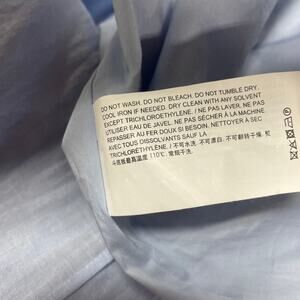 DO NOT WASH. DO NOT BLEACH. DO NOT TUMBLE DRY.
COOL IRON IF NEEDED. DRY CLEAN WITH ANY SOLVENT
EXCEPT TRICHLOROETHYLENE. / NE PAS LAVER. NE PAS
UTILISER EAU DE JAVEL. NE PAS SÉCHER À LA MACHINE.
REPASSER AU FER DOUX SI BESOIN. NETTOYER À SEC
AVEC TOUS DISSOLVANTS SAUF LA
TRICHLORÉTHYLÈNE. / 不可水洗. 不可漂白. 不可翻转干燥. 熨
斗底板最高温度 110℃. 常规干洗.